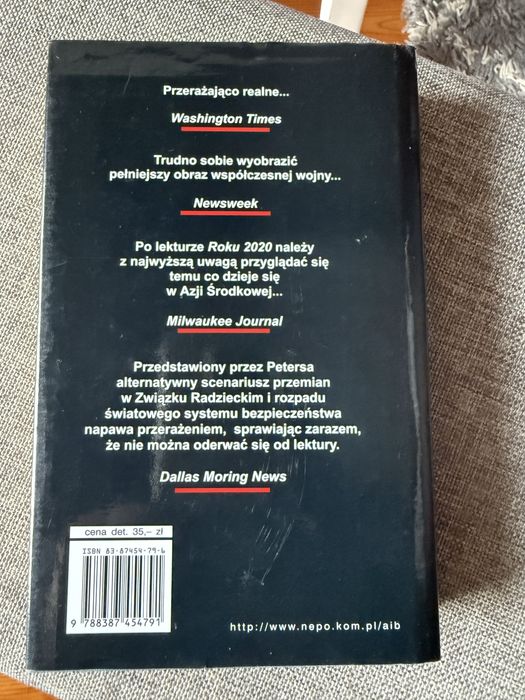 Przerażająco realne...
Washington Times
Trudno sobie wyobrazić
pełniejszy obraz współczesnej wojny...
Newsweek
Po lekturze Roku 2020 należy
z najwyższą uwagą przyglądać się
temu co dzieje się
w Azji Środkowej...
Milwaukee Journal
Przedstawiony przez Petersa
alternatywny scenariusz przemian
w Związku Radzieckim i rozpadu
światowego systemu bezpieczeństwa
napawa przerażeniem, sprawiając zarazem,
że nie można oderwać się od lektury.
Dallas Moring News
cena det. 35,– zł
ISBN 83-87454-79-6
9 788387 454791
http://www.nepo.kom.pl/aib